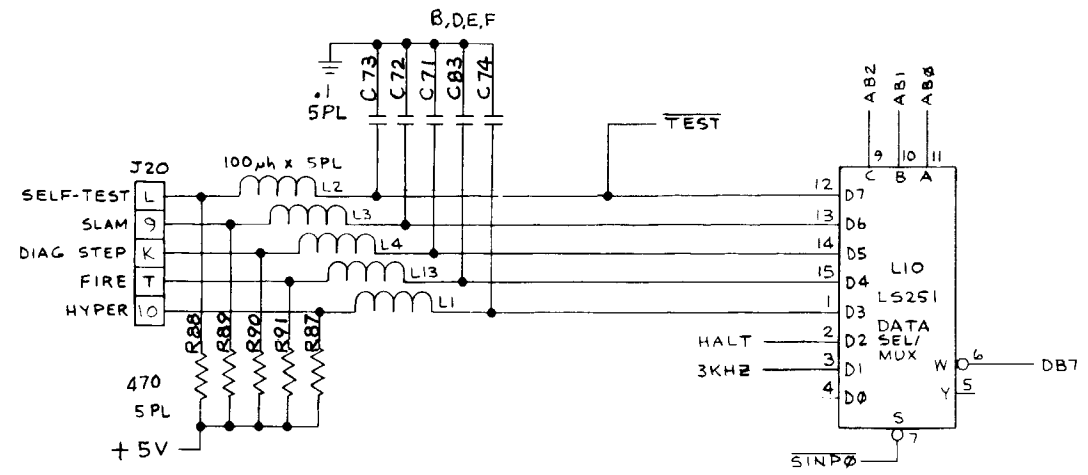 B,D,E,F
.1
5PL
C73
C72
C71
C83
C74
AB2
AB1
ABØ
TEST
J20
100μh x 5PL
9 10 11
C B A
SELF-TEST L L2 12 D7
SLAM 9 L3 13 D6
DIAG STEP K L4 14 D5
FIRE T L13 15 D4
HYPER 10 L1 1 D3
L10
LS251
DATA
SEL/
MUX
HALT 2 D2
3KHZ 3 D1
4 DØ
W 6 DB7
Y 5
R88
R89
R90
R91
R87
470
5PL
+5V
S
7
SINPØ